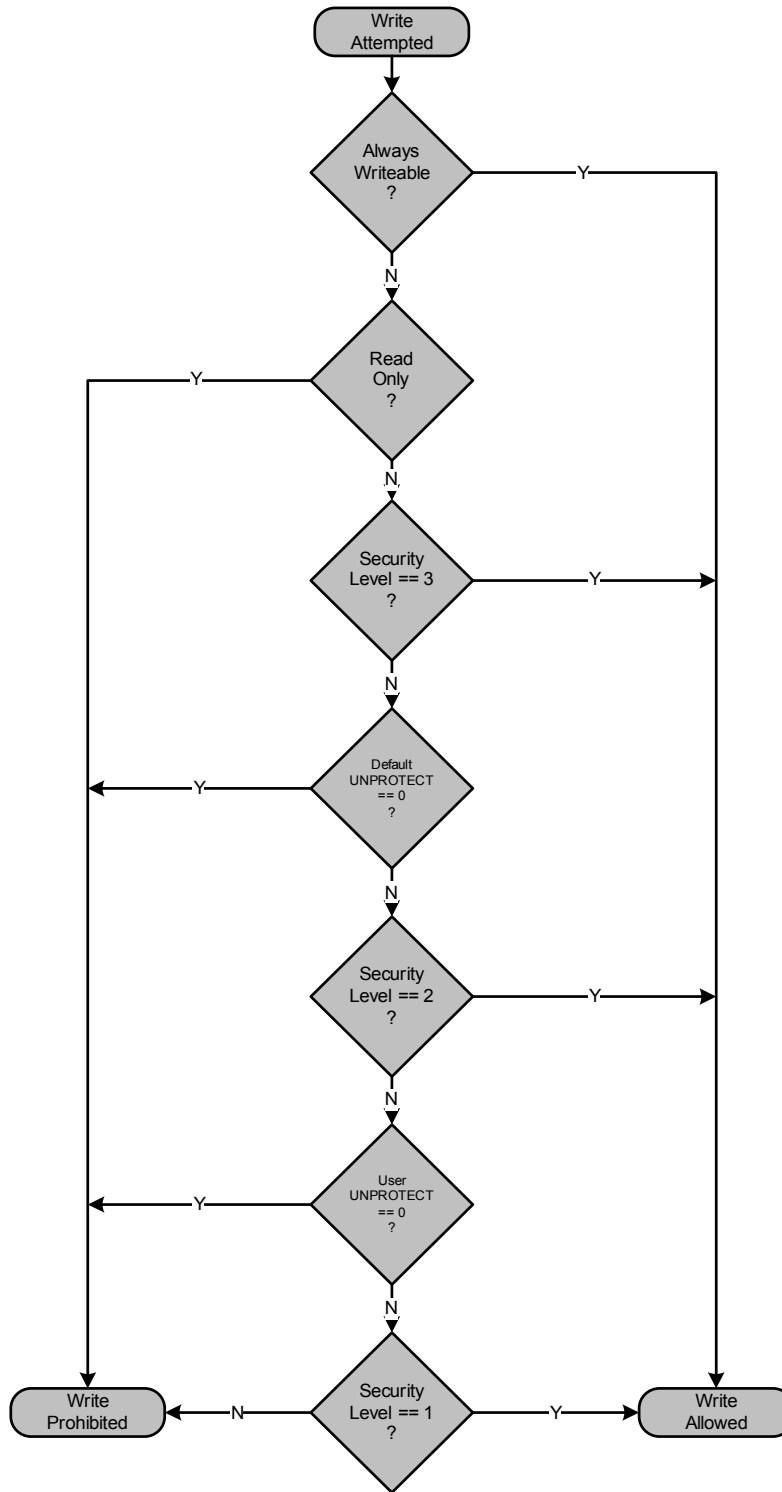 Write
Attempted
Always
Writeable
?
Y
N
Read
Only
?
Y
N
Security
Level == 3
?
Y
N
Default
UNPROTECT
== 0
?
Y
N
Security
Level == 2
?
Y
N
User
UNPROTECT
== 0
?
Y
N
Write
Prohibited
N
Security
Level == 1
?
Y
Write
Allowed